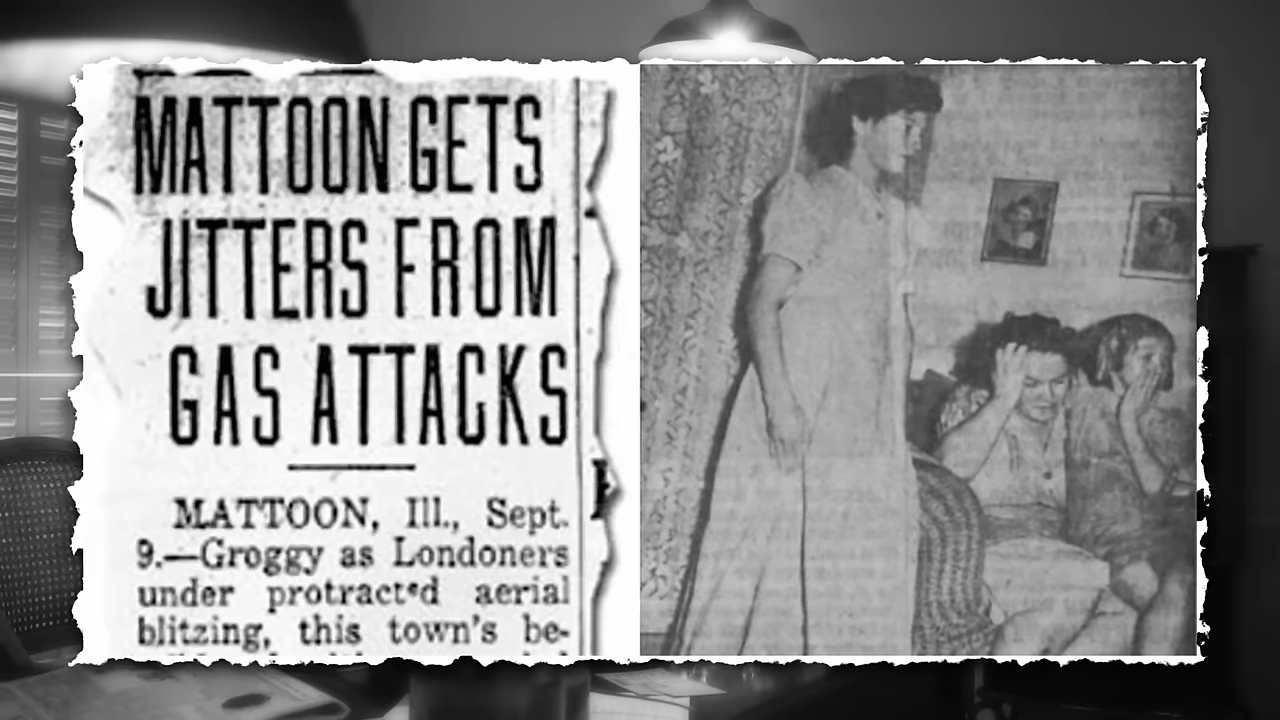 MATTOON GETS
JITTERS FROM
GAS ATTACKS
MATTOON, Ill., Sept.
9.—Groggy as Londoners
under protracted aerial
blitzing, this town's be-